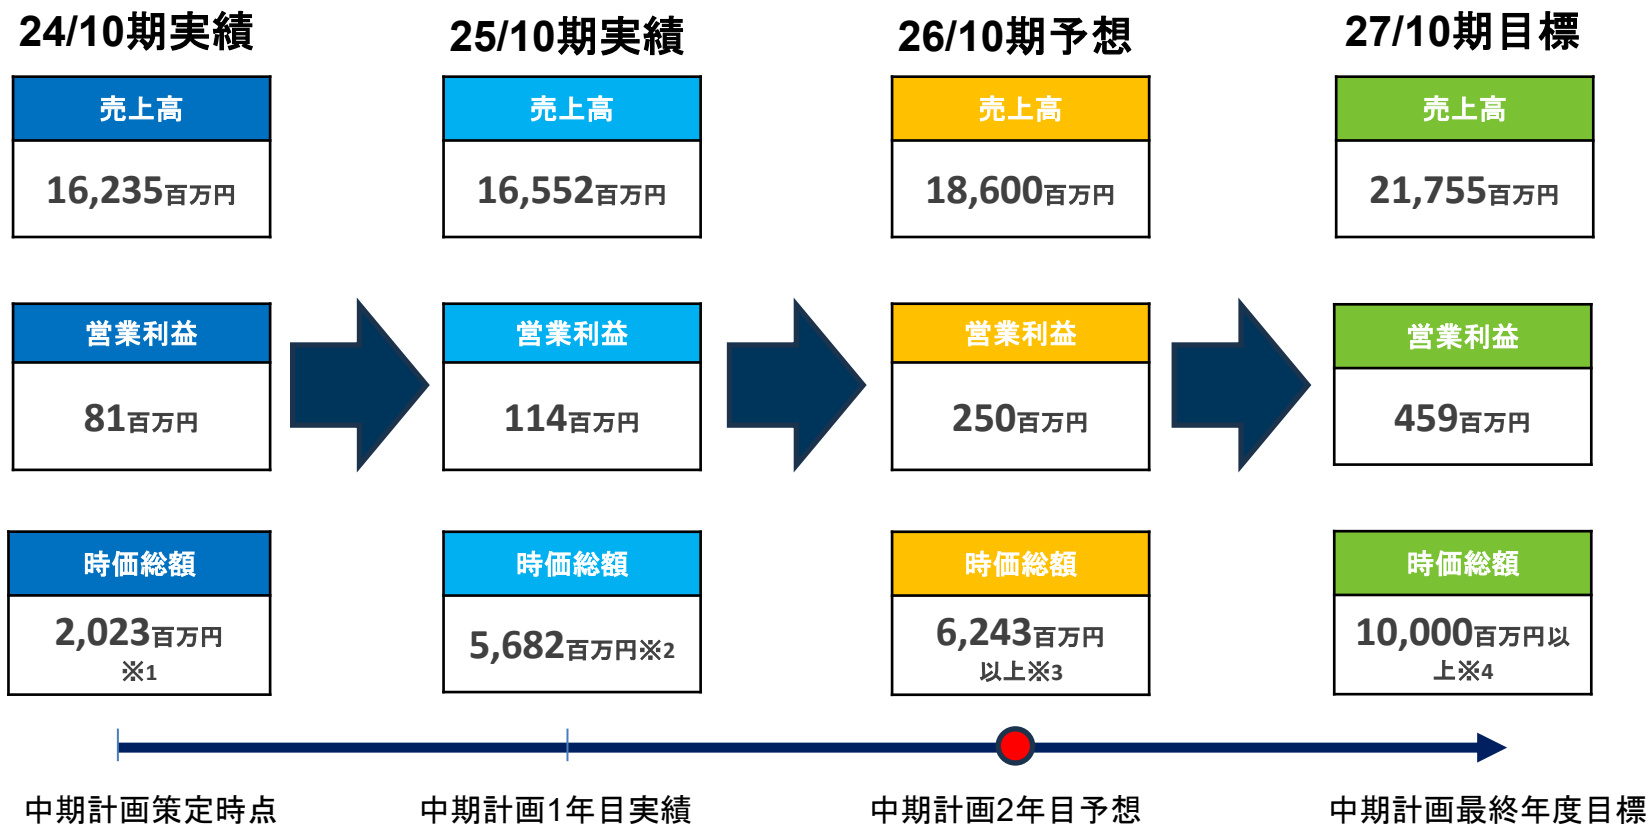 24/10期実績
25/10期実績
26/10期予想
27/10期目標
売上高
売上高
売上高
売上高
16,235百万円
16,552百万円
18,600百万円
21,755百万円
営業利益
営業利益
営業利益
営業利益
81百万円
114百万円
250百万円
459百万円
時価総額
時価総額
時価総額
時価総額
2,023百万円
※1
5,682百万円※2
6,243百万円
以上※3
10,000百万円以
上※4
中期計画策定時点
中期計画1年目実績
中期計画2年目予想
中期計画最終年度目標